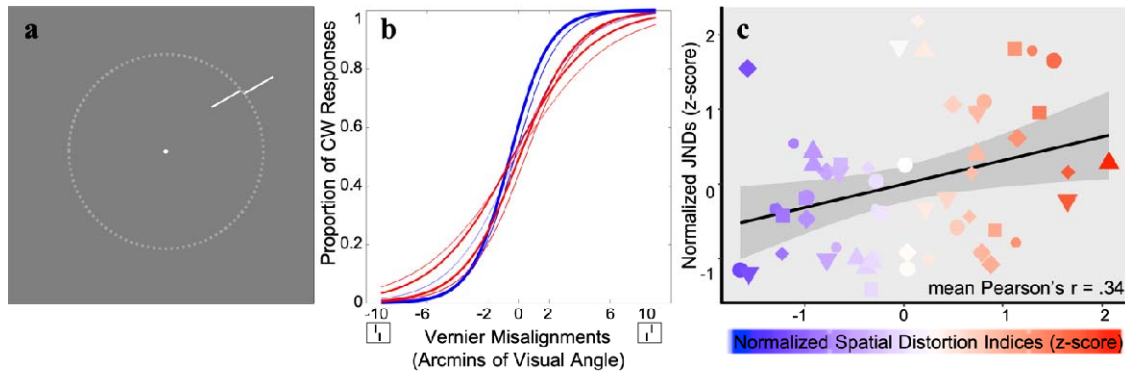 a
b
Proportion of CW Responses
1
0.8
0.6
0.4
0.2
0
-10
-6
-2
0
2
6
10
Vernier Misalignments
(Arcmins of Visual Angle)
c
Normalized JNDs (z-score)
2
1
0
-1
mean Pearson's r = .34
-1
0
1
2
Normalized Spatial Distortion Indices (z-score)